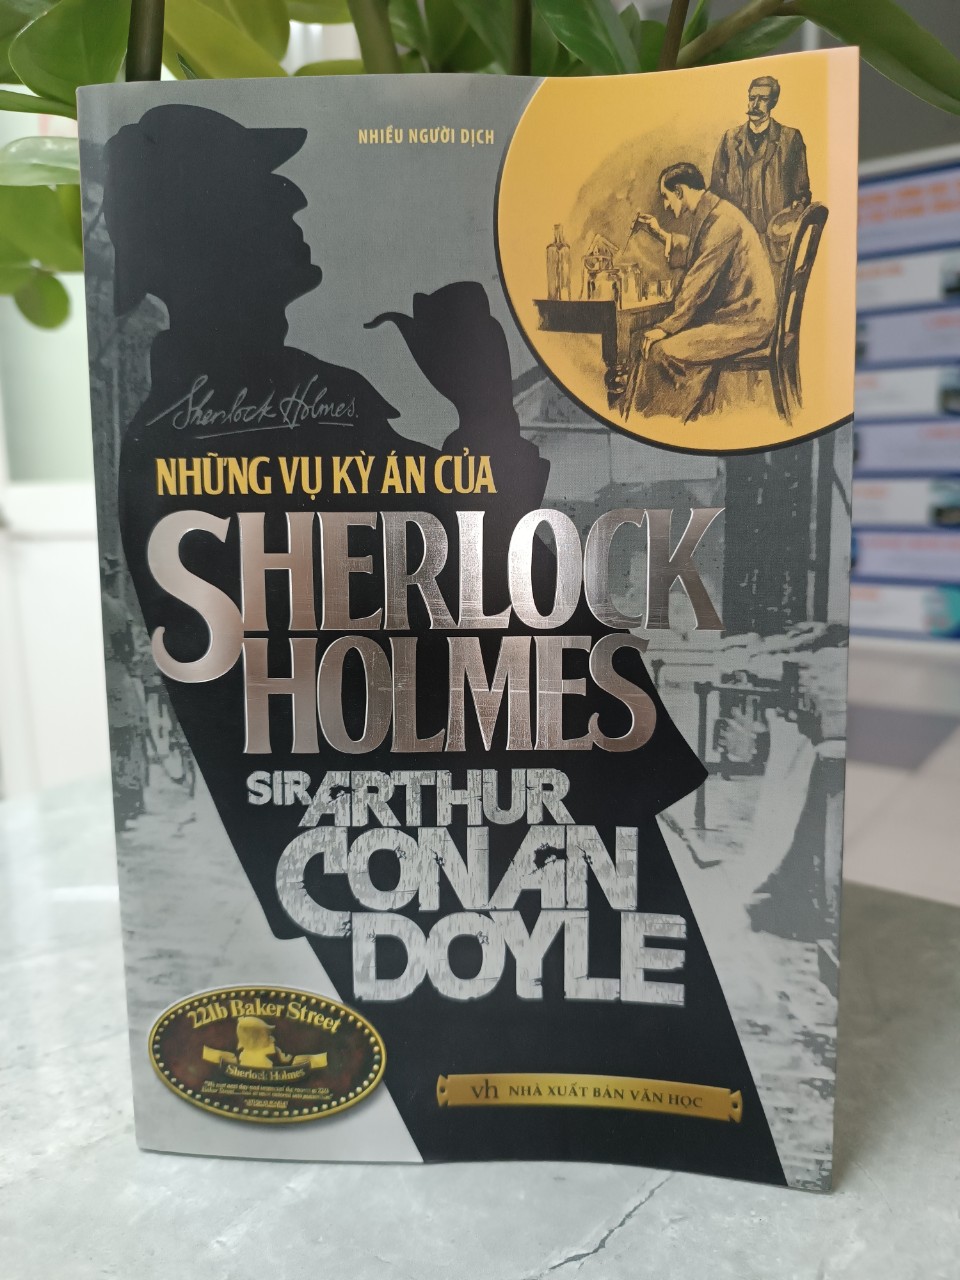 NHIỀU NGƯỜI DỊCH
Sherlock Holmes.
NHỮNG VỤ KỲ ÁN CỦA
SHERLOCK
HOLMES
SIR ARTHUR
CONAN
DOYLE
221b Baker Street
Sherlock Holmes
vh NHÀ XUẤT BẢN VĂN HỌC